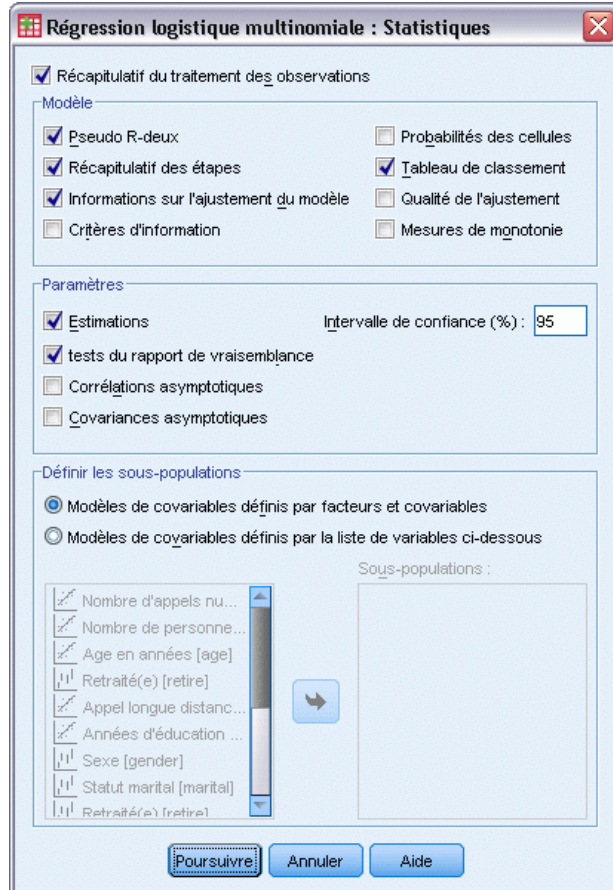 Régression logistique multinomiale : Statistiques
Récapitulatif du traitement des observations
Modèle
Pseudo R-deux
Probabilités des cellules
Récapitulatif des étapes
Tableau de classement
Informations sur l'ajustement du modèle
Qualité de l'ajustement
Critères d'information
Mesures de monotonie
Paramètres
Estimations
Intervalle de confiance (%) : 95
tests du rapport de vraisemblance
Corrélations asymptotiques
Covariances asymptotiques
Définir les sous-populations
Modèles de covariables définis par facteurs et covariables
Modèles de covariables définis par la liste de variables ci-dessous
Sous-populations :
Nombre d'appels nu...
Nombre de personne...
Age en années [age]
Retraité(e) [retire]
Appel longue distanc...
Années d'éducation ...
Sexe [gender]
Statut marital [marital]
Retraité(e) [retire]
Poursuivre
Annuler
Aide